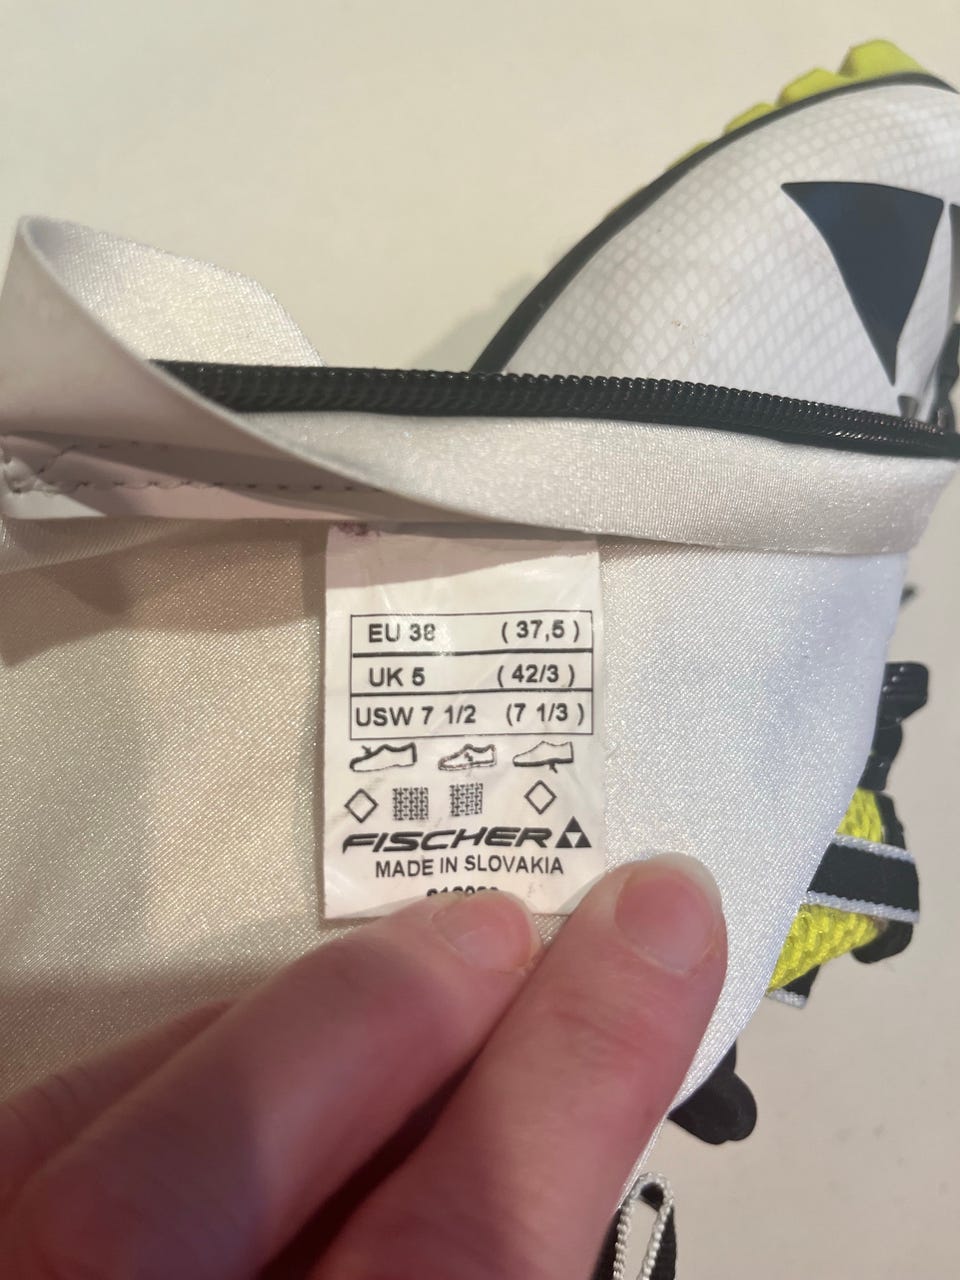 EU 38 ( 37,5 )
UK 5 ( 42/3 )
USW 7 1/2 (7 1/3 )
FISCHER
MADE IN SLOVAKIA